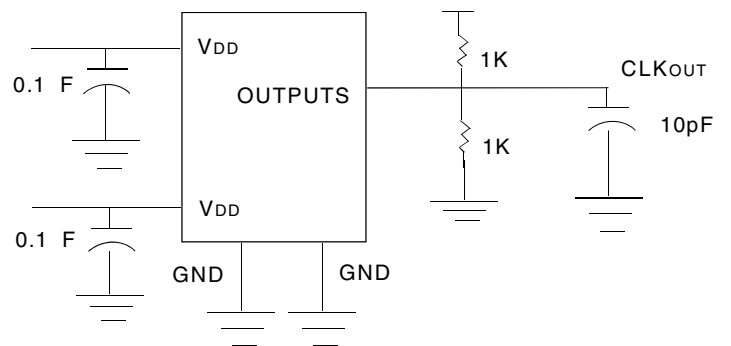 VDD
1K
CLKOUT
0.1 F
OUTPUTS
10pF
1K
VDD
0.1 F
GND
GND